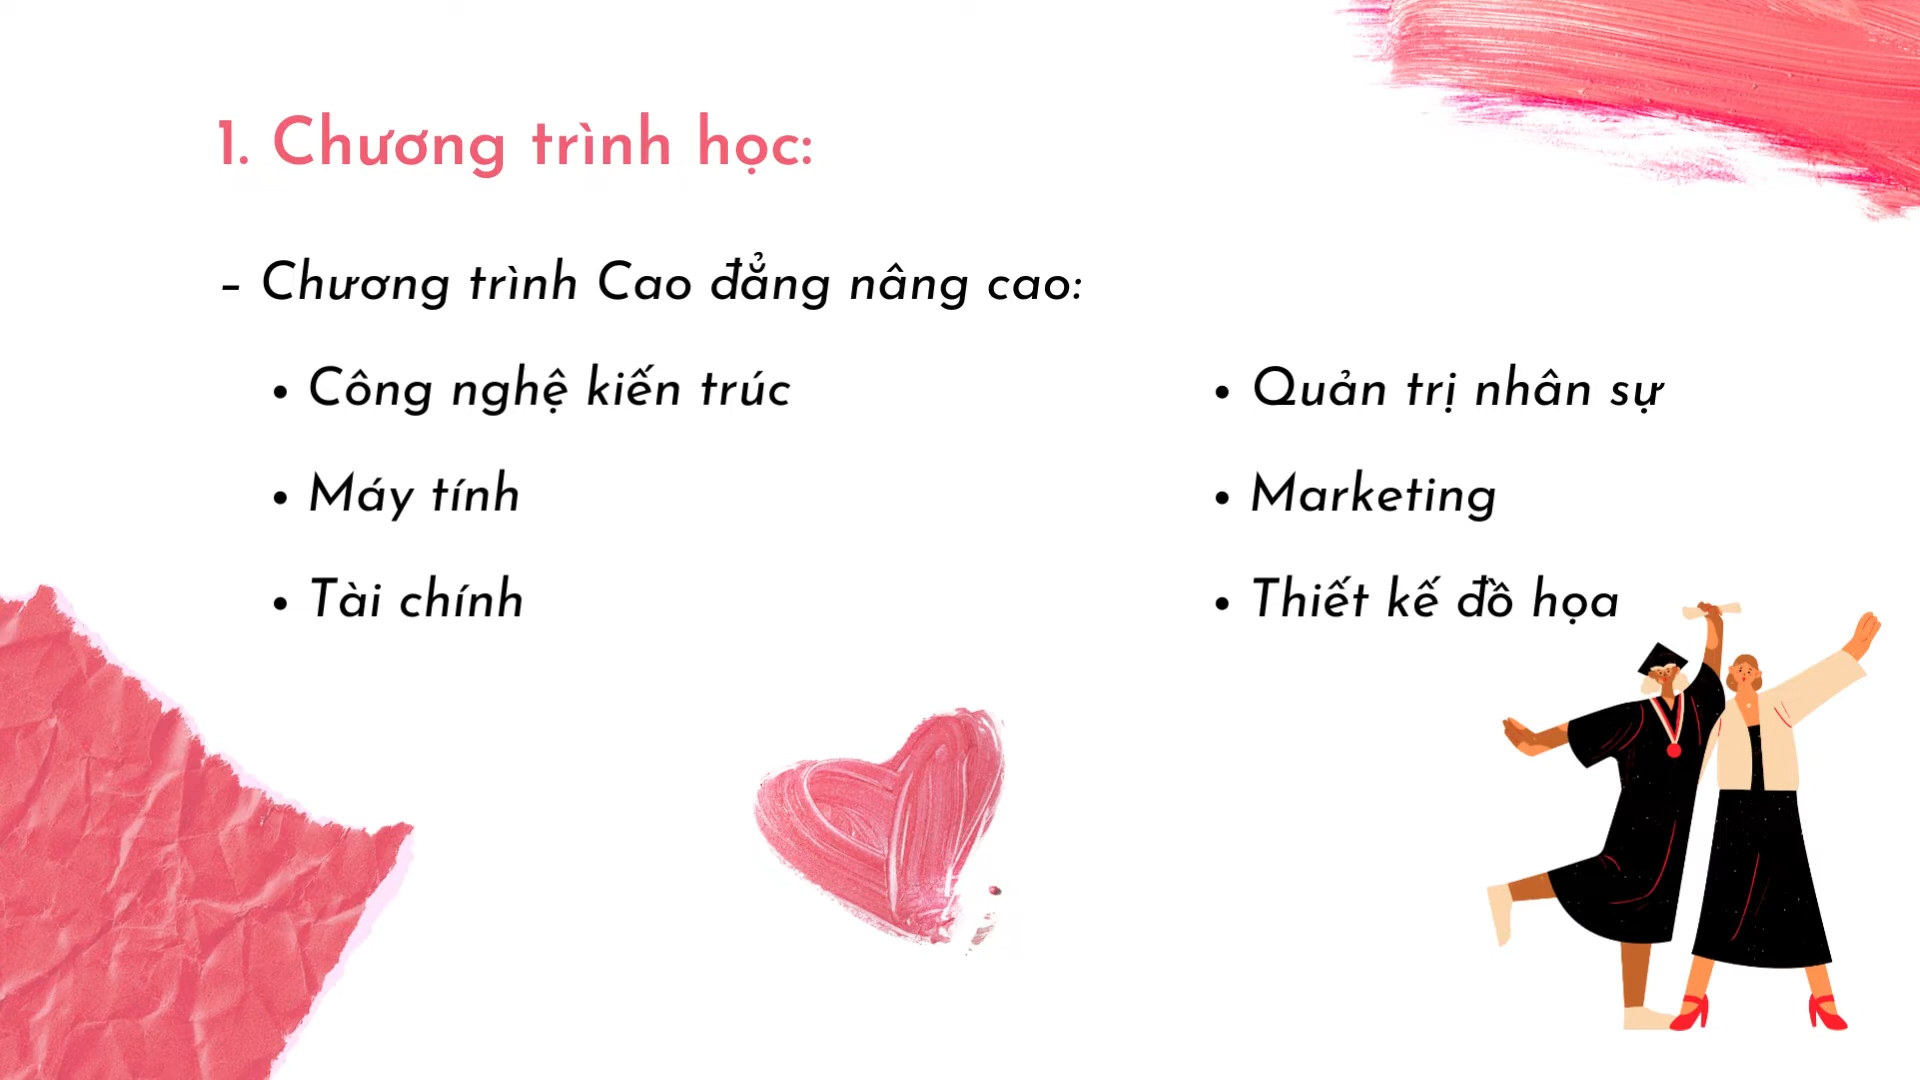 1. Chương trình học:
– Chương trình Cao đẳng nâng cao:
• Công nghệ kiến trúc
• Máy tính
• Tài chính
• Quản trị nhân sự
• Marketing
• Thiết kế đồ họa